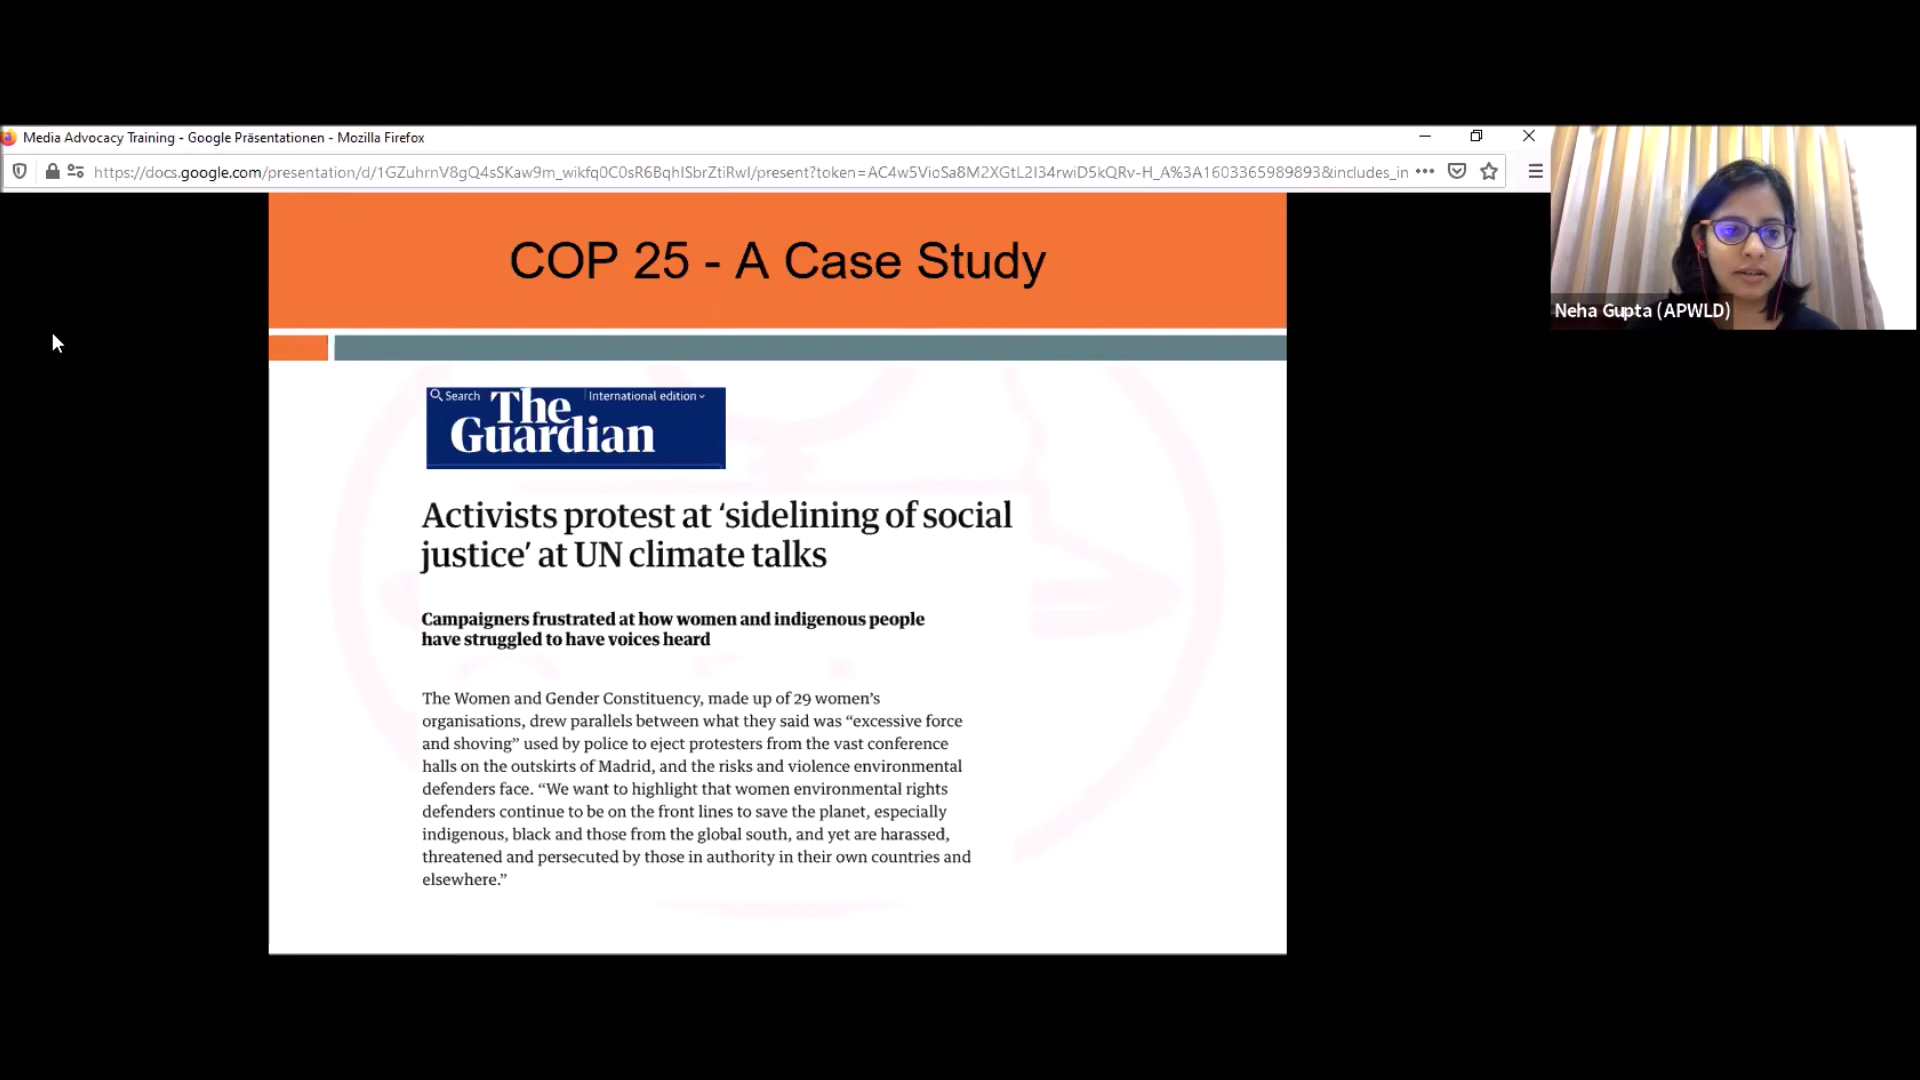 Media Advocacy Training - Google Präsentationen - Mozilla Firefox
https://docs.google.com/presentation/d/1GZuhrnV8gQ4sSKaw9m_wikfq0C0sR6BqhISbrZtiRwI/present?token=AC4w5VioSa8M2XGtL2I34rwiD5kQRv-H_A%3A1603365989893&includes_in
COP 25 - A Case Study
Neha Gupta (APWLD)
Search
International edition
The
Guardian
Activists protest at ‘sidelining of social
justice’ at UN climate talks
Campaigners frustrated at how women and indigenous people
have struggled to have voices heard
The Women and Gender Constituency, made up of 29 women’s
organisations, drew parallels between what they said was “excessive force
and shoving” used by police to eject protesters from the vast conference
halls on the outskirts of Madrid, and the risks and violence environmental
defenders face. “We want to highlight that women environmental rights
defenders continue to be on the front lines to save the planet, especially
indigenous, black and those from the global south, and yet are harassed,
threatened and persecuted by those in authority in their own countries and
elsewhere.”